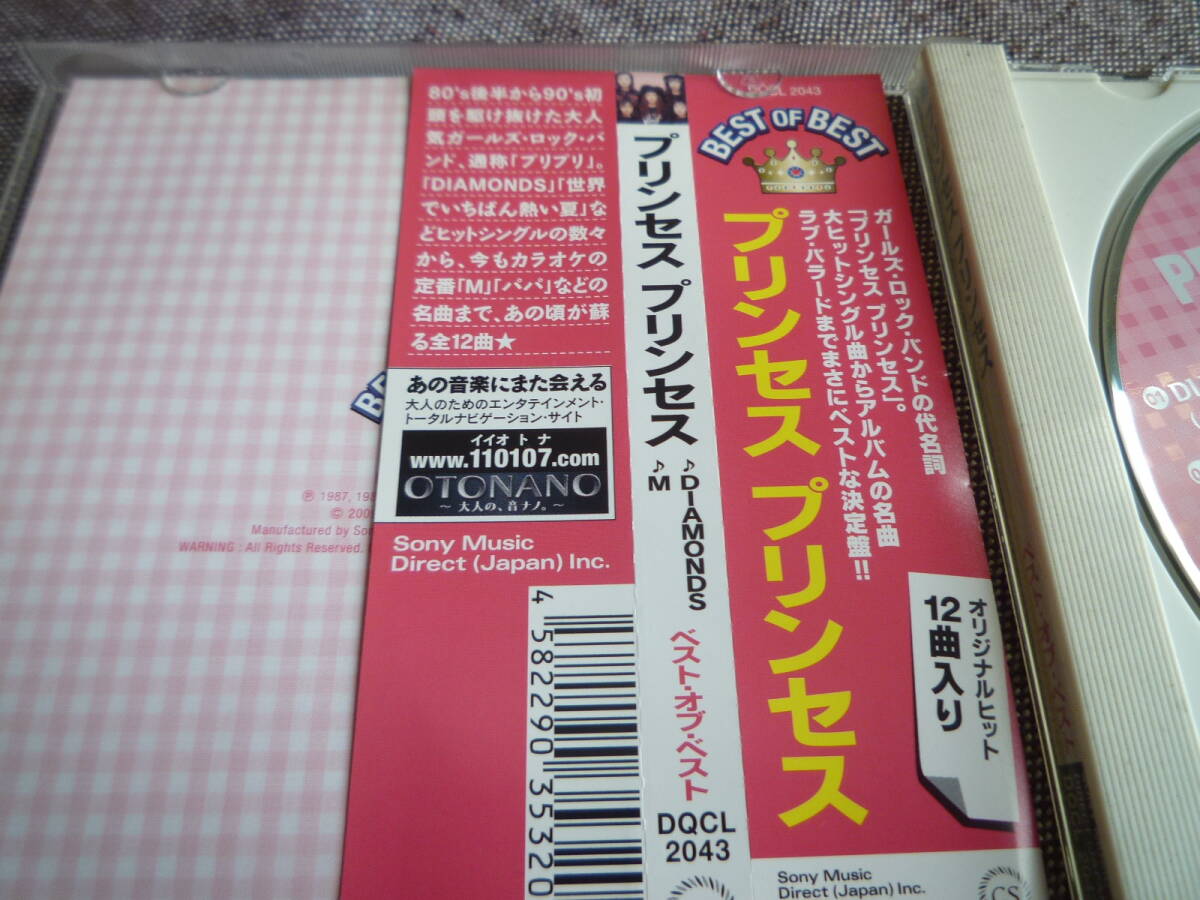 80's後半から90's初
頭を駆け抜けた大人
気ガールズ・ロック・バ
ンド、通称「プリプリ」。
「DIAMONDS」「世界
でいちばん熱い夏」な
どヒットシングルの数々
から、今もカラオケの
定番「M」「パパ」などの
名曲まで、あの頃が蘇
る全12曲★
あの音楽にまた会える
大人のためのエンタテインメント・
トータルナビゲーション・サイト
イイオトナ
www.110107.com
OTONANO
〜 大人の、音ナノ。〜
Sony Music
Direct (Japan) Inc.
4 582290 35320
プリンセス プリンセス
♪DIAMONDS
♪M
ベスト・オブ・ベスト
DQCL
2043
DQCL 2043
BEST OF BEST
ガールズ・ロック・バンドの代名詞
「プリンセス プリンセス」。
大ヒットシングル曲からアルバムの名曲
ラブ・バラードまでまさにベストな決定盤!!
プリンセス プリンセス
オリジナルヒット
12曲入り
Sony Music
Direct (Japan) Inc.
CS
BE
℗ 1987, 198
© 200
Manufactured by So
WARNING : All Rights Reserved.
P
01 D